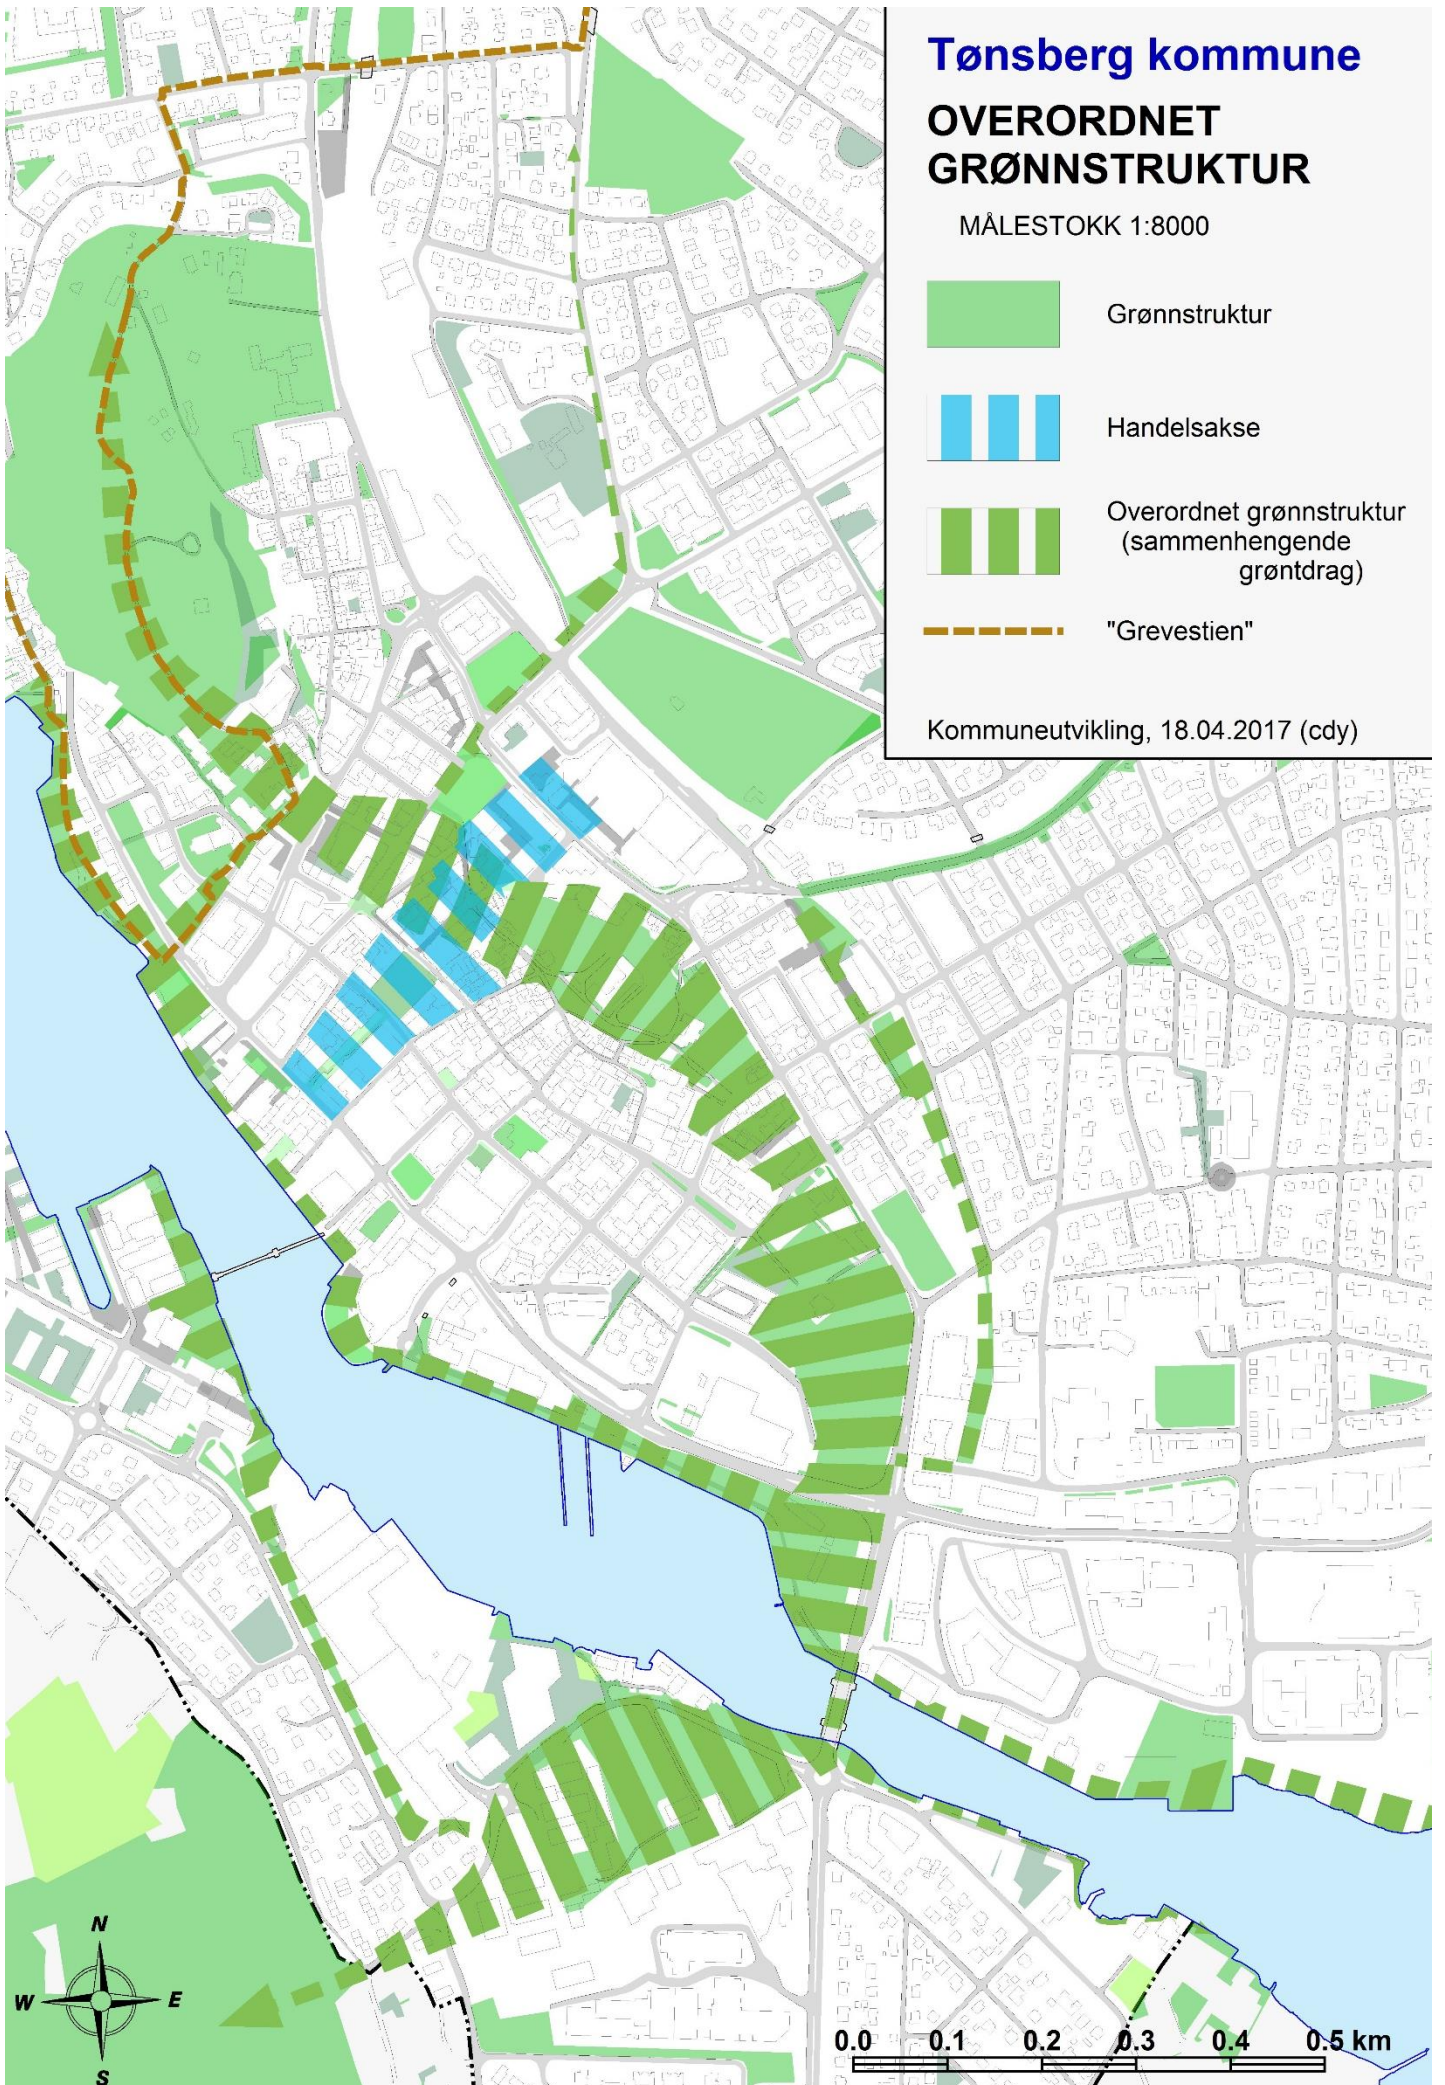 Tønsberg kommune
OVERORDNET
GRØNNSTRUKTUR
MÅLESTOKK 1:8000
Grønnstruktur
Handelsakse
Overordnet grønnstruktur
(sammenhengende
grøntdrag)
"Grevestien"
Kommuneutvikling, 18.04.2017 (cdy)
N
W E
S
0.0 0.1 0.2 0.3 0.4 0.5 km